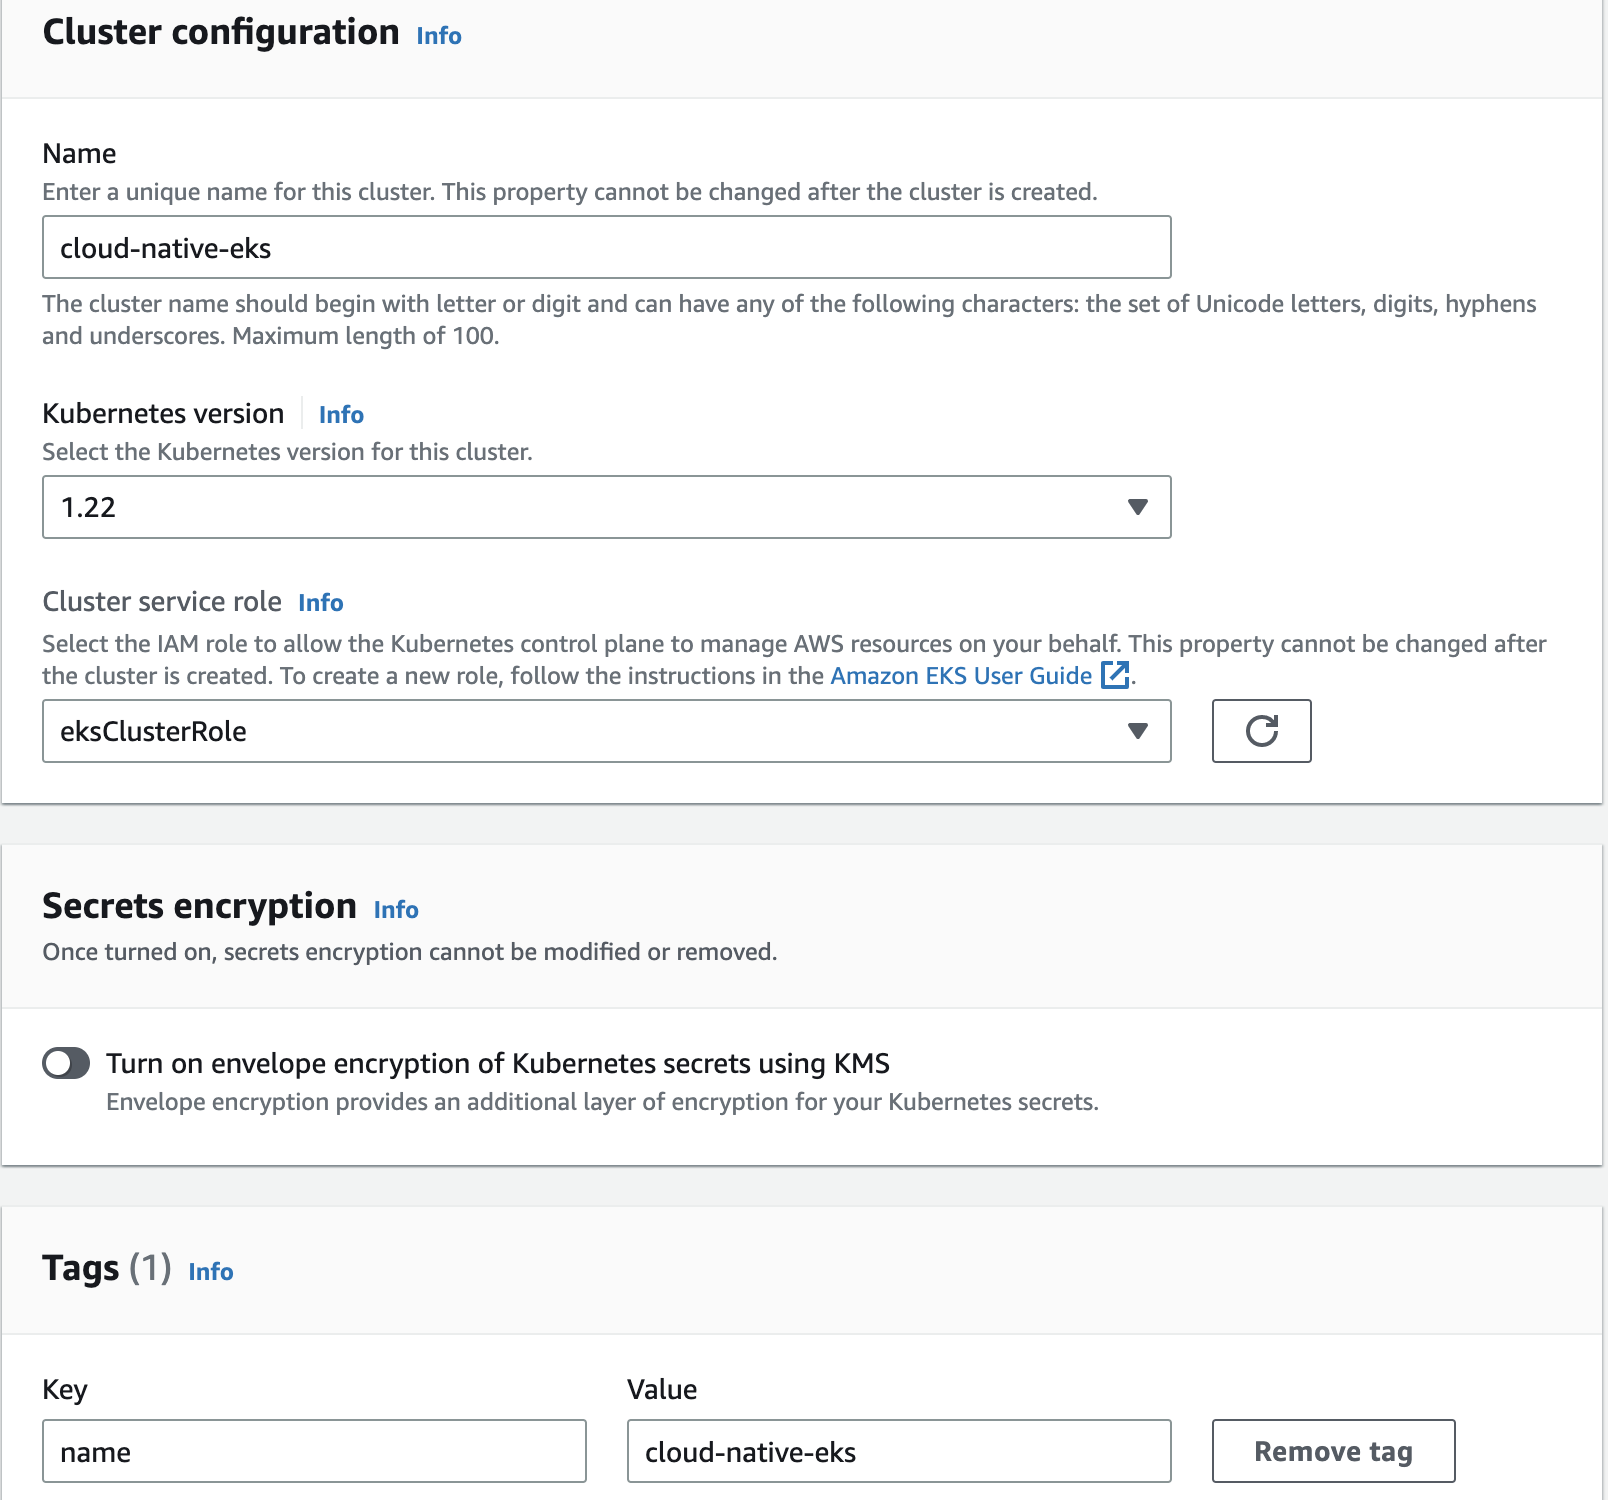 Cluster configuration Info
Name
Enter a unique name for this cluster. This property cannot be changed after the cluster is created.
cloud-native-eks
The cluster name should begin with letter or digit and can have any of the following characters: the set of Unicode letters, digits, hyphens
and underscores. Maximum length of 100.
Kubernetes version Info
Select the Kubernetes version for this cluster.
1.22
Cluster service role Info
Select the IAM role to allow the Kubernetes control plane to manage AWS resources on your behalf. This property cannot be changed after
the cluster is created. To create a new role, follow the instructions in the Amazon EKS User Guide.
eksClusterRole
Secrets encryption Info
Once turned on, secrets encryption cannot be modified or removed.
Turn on envelope encryption of Kubernetes secrets using KMS
Envelope encryption provides an additional layer of encryption for your Kubernetes secrets.
Tags (1) Info
Key Value
name cloud-native-eks Remove tag